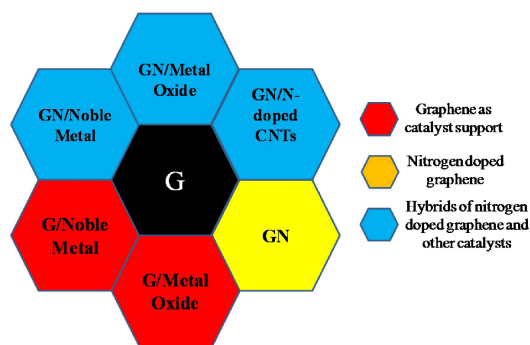 GN/Metal
Oxide
GN/Noble
Metal
GN/N-
doped
CNTs
G
G/Noble
Metal
GN
G/Metal
Oxide
Graphene as
catalyst support
Nitrogen doped
graphene
Hybrids of nitrogen
doped graphene and
other catalysts